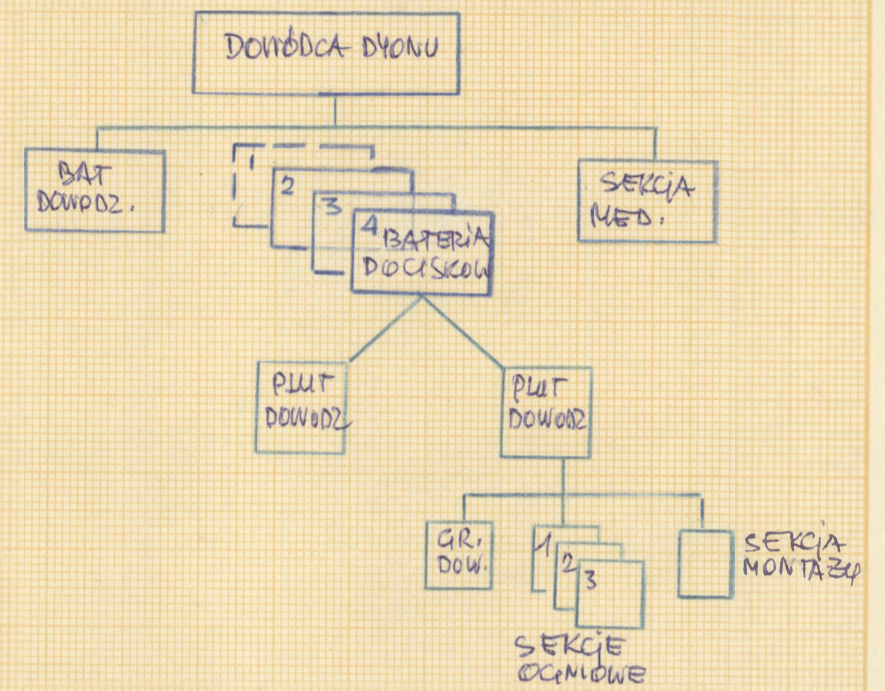 DOWÓDCA DYONU
BAT
DOWODZ.
1
2
3
4 BATERIA
POCISKÓW
SEKCJA
MED.
PLUT
DOWODZ
PLUT
DOWODZ
GR.
DOW.
1
2
3
SEKCJE
OGNIOWE
SEKCJA
MONTAŻU